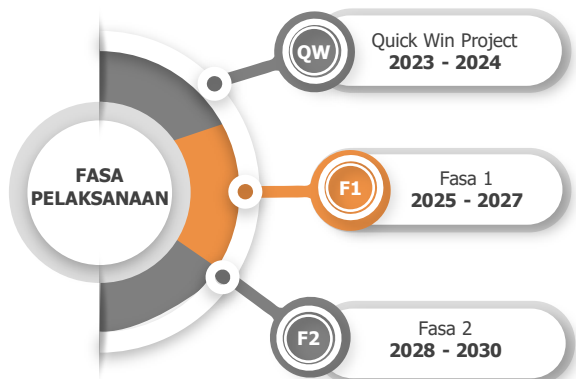 QW
Quick Win Project
2023 - 2024
FASA
PELAKSANAAN
F1
Fasa 1
2025 - 2027
F2
Fasa 2
2028 - 2030